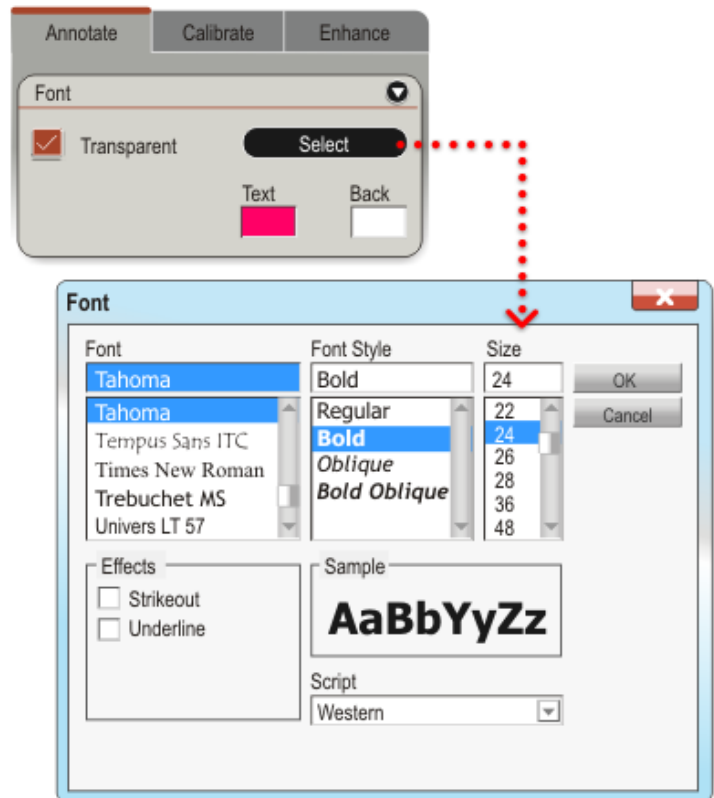 Annotate Calibrate Enhance
Font
Transparent Select
Text Back
Font
Font Font Style Size
Tahoma Bold 24 OK
Tahoma Regular 22 Cancel
Tempus Sans ITC Bold 24
Times New Roman Oblique 26
Trebuchet MS Bold Oblique 28
Univers LT 57 36
48
Effects Sample
Strikeout
Underline AaBbYyZz
Script
Western